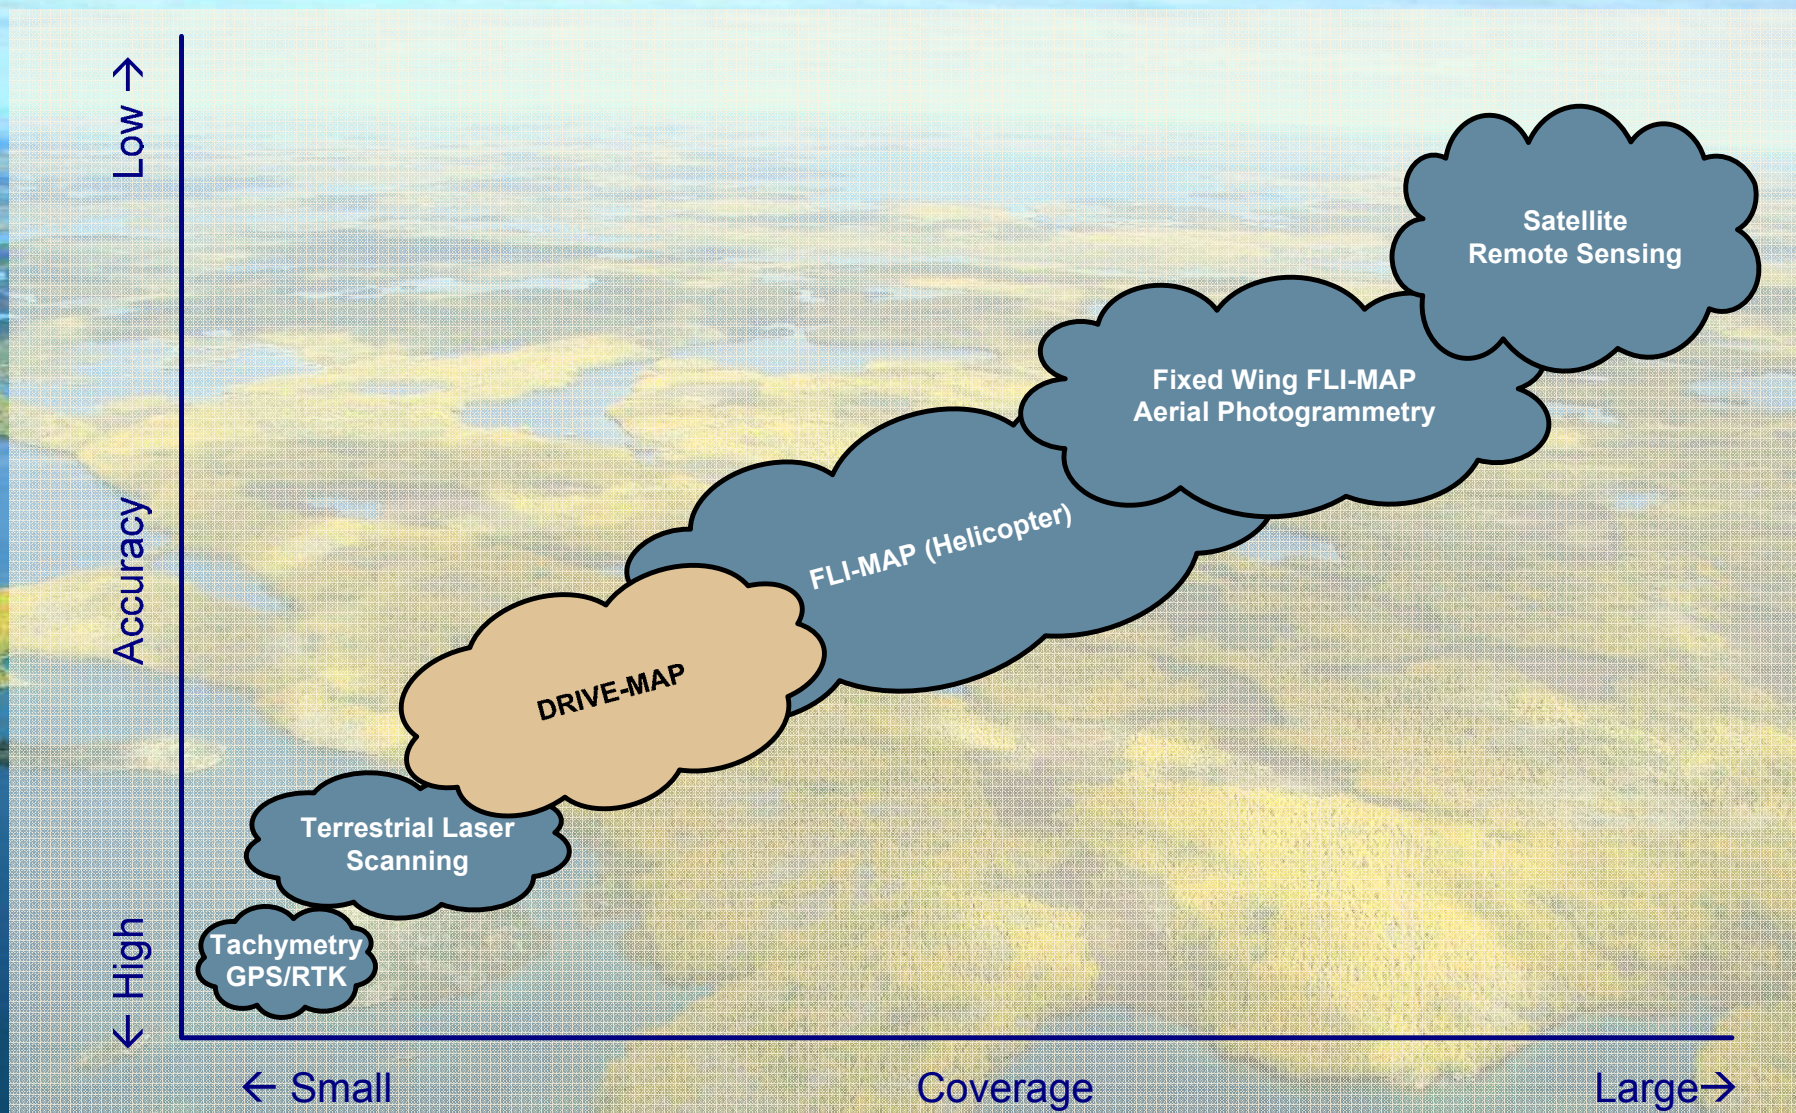 Low →
Satellite
Remote Sensing
Fixed Wing FLI-MAP
Aerial Photogrammetry
FLI-MAP (Helicopter)
Accuracy
DRIVE-MAP
Terrestrial Laser
Scanning
Tachymetry
GPS/RTK
← High
← Small
Coverage
Large→